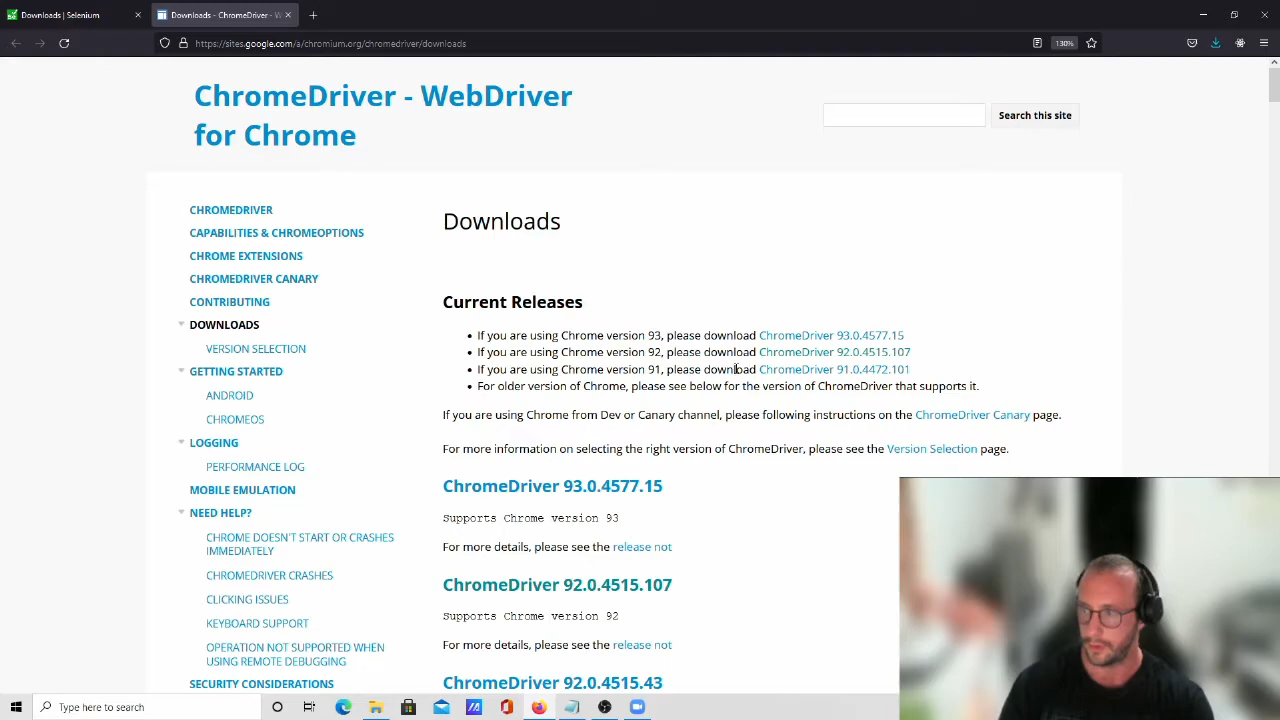 Downloads | Selenium
Downloads - ChromeDriver - W
https://sites.google.com/a/chromium.org/chromedriver/downloads
130%
ChromeDriver - WebDriver
for Chrome
Search this site
CHROMEDRIVER
CAPABILITIES & CHROMEOPTIONS
CHROME EXTENSIONS
CHROMEDRIVER CANARY
CONTRIBUTING
DOWNLOADS
VERSION SELECTION
GETTING STARTED
ANDROID
CHROMEOS
LOGGING
PERFORMANCE LOG
MOBILE EMULATION
NEED HELP?
CHROME DOESN'T START OR CRASHES
IMMEDIATELY
CHROMEDRIVER CRASHES
CLICKING ISSUES
KEYBOARD SUPPORT
OPERATION NOT SUPPORTED WHEN
USING REMOTE DEBUGGING
SECURITY CONSIDERATIONS
Downloads
Current Releases
If you are using Chrome version 93, please download ChromeDriver 93.0.4577.15
If you are using Chrome version 92, please download ChromeDriver 92.0.4515.107
If you are using Chrome version 91, please download ChromeDriver 91.0.4472.101
For older version of Chrome, please see below for the version of ChromeDriver that supports it.
If you are using Chrome from Dev or Canary channel, please following instructions on the ChromeDriver Canary page.
For more information on selecting the right version of ChromeDriver, please see the Version Selection page.
ChromeDriver 93.0.4577.15
Supports Chrome version 93
For more details, please see the release not
ChromeDriver 92.0.4515.107
Supports Chrome version 92
For more details, please see the release not
ChromeDriver 92.0.4515.43
Type here to search